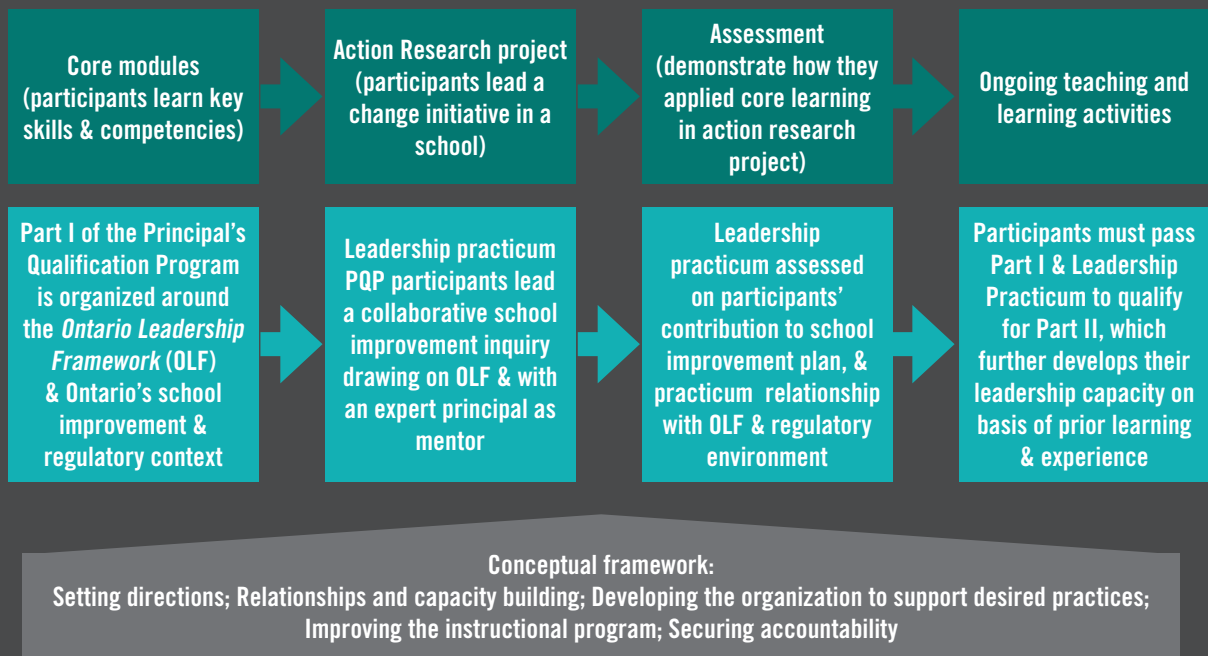 Core modules
(participants learn key
skills & competencies)
Action Research project
(participants lead a
change initiative in a
school)
Assessment
(demonstrate how they
applied core learning
in action research
project)
Ongoing teaching and
learning activities
Part I of the Principal’s
Qualification Program
is organized around
the Ontario Leadership
Framework (OLF)
& Ontario’s school
improvement &
regulatory context
Leadership practicum
PQP participants lead
a collaborative school
improvement inquiry
drawing on OLF & with
an expert principal as
mentor
Leadership
practicum assessed
on participants’
contribution to school
improvement plan, &
practicum relationship
with OLF & regulatory
environment
Participants must pass
Part I & Leadership
Practicum to qualify
for Part II, which
further develops their
leadership capacity on
basis of prior learning
& experience
Conceptual framework:
Setting directions; Relationships and capacity building; Developing the organization to support desired practices;
Improving the instructional program; Securing accountability